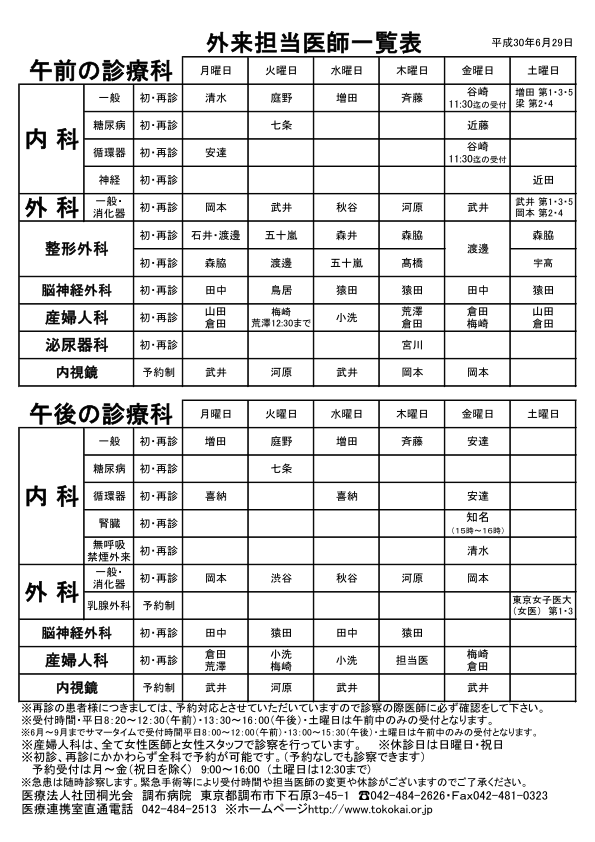 外来担当医師一覧表
平成30年6月29日
午前の診療科 月曜日 火曜日 水曜日 木曜日 金曜日 土曜日
内科 一般 初・再診 清水 庭野 増田 斉藤 谷崎 11:30迄の受付 増田 第1・3・5 梁 第2・4
糖尿病 初・再診 七条 近藤
循環器 初・再診 安達 谷崎 11:30迄の受付
神経 初・再診 近田
外科 一般・消化器 初・再診 岡本 武井 秋谷 河原 武井 武井 第1・3・5 岡本 第2・4
整形外科 初・再診 石井・渡邊 五十嵐 森井 森脇 渡邊 森脇
初・再診 森脇 渡邊 五十嵐 髙橋 宇高
脳神経外科 初・再診 田中 鳥居 猿田 猿田 田中 猿田
産婦人科 初・再診 山田 倉田 梅崎 荒澤12:30まで 小洗 荒澤 倉田 倉田 梅崎 山田 倉田
泌尿器科 初・再診 宮川
内視鏡 予約制 武井 河原 武井 岡本 岡本
午後の診療科 月曜日 火曜日 水曜日 木曜日 金曜日 土曜日
内科 一般 初・再診 増田 庭野 増田 斉藤 安達
糖尿病 初・再診 七条
循環器 初・再診 喜納 喜納 安達
腎臓 初・再診 知名 (15時～16時)
無呼吸 禁煙外来 初・再診 清水
外科 一般・消化器 初・再診 岡本 渋谷 秋谷 河原 岡本
乳腺外科 予約制 東京女子医大 (女医) 第1・3
脳神経外科 初・再診 田中 猿田 田中 猿田
産婦人科 初・再診 倉田 荒澤 小洗 梅崎 小洗 担当医 梅崎 倉田
内視鏡 予約制 武井 河原 武井 武井
※再診の患者様につきましては、予約対応とさせていただいていますので診察の際医師に必ず確認をして下さい。
※受付時間・平日8:20～12:30(午前)・13:30～16:00(午後)・土曜日は午前中のみの受付となります。
※6月～9月までサマータイムで受付時間平日8:00～12:00(午前)・13:00～15:30(午後)・土曜日は午前中のみの受付となります。
※産婦人科は、全て女性医師と女性スタッフで診察を行っています。 ※休診日は日曜日・祝日
※初診、再診にかかわらず全科で予約が可能です。(予約なしでも診察できます)
予約受付は月～金(祝日を除く) 9:00～16:00 (土曜日は12:30まで)
※急患は随時診察します。緊急手術等により受付時間や担当医師の変更や休診がございますのでご了承ください。
医療法人社団桐光会 調布病院 東京都調布市下石原3-45-1 ☎042-484-2626・Fax042-481-0323
医療連携室直通電話 042-484-2513 ※ホームページhttp://www.tokokai.or.jp